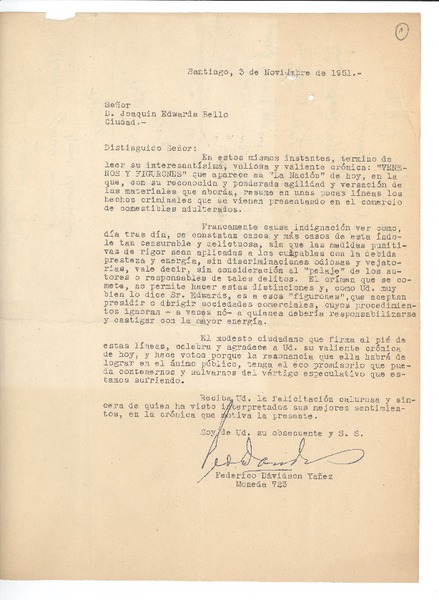 1
Santiago, 3 de Noviembre de 1951.-
Señor
D. Joaquín Edwards Bello
Ciudad.-
Distinguido Señor:
En estos mismos instantes, termino de
leer su interesantísima, valiosa y valiente crónica: "VENE-
NOS Y FIGURONES" que aparece en "La Nación" de hoy, en la
que, con su reconocida y ponderada agilidad y versación de
las materiales que aborda, resume en unas pocas líneas los
hechos criminales que se vienen presentando en el comercio
de comestibles adulterados.
Francamente causa indignación ver como,
día tras día, se constatan casos y más casos de esta índo-
le tan censurable y delictuosa, sin que las medidas puniti-
vas de rigor sean aplicadas a los culpables con la debida
presteza y energía, sin discriminaciones odiosas y vejato-
rias, vale decir, sin consideración al "pelaje" de los au-
tores o responsables de tales delitos. El crimen que se co-
mete, no permite hacer estas distinciones y, como Ud. muy
bien lo dice Sr. Edwards, es a esos "figurones", que aceptan
presidir o dirigir sociedades comerciales, cuyos procedimien-
tos ignoran - a veces nó- a quienes debería responsabilizarse
y castigar con la mayor energía.
El modesto ciudadano que firma al pié de
estas líneas, celebra y agradece a Ud. su valiente crónica
de hoy, y hace votos porque la resonancia que ella habrá de
lograr en el ánimo público, tenga el eco promisorio que pue-
da contenernos y salvarnos del vértigo especulativo que es-
tamos sufriendo.
Reciba Ud. la felicitación calurosa y sin-
cera de quien ha visto interpretados sus mejores sentimien-
tos, en la crónica que motiva la presente.
Soy de Ud. su obsecuente y S. S.
Federico Dávidson Yañez
Moneda 723